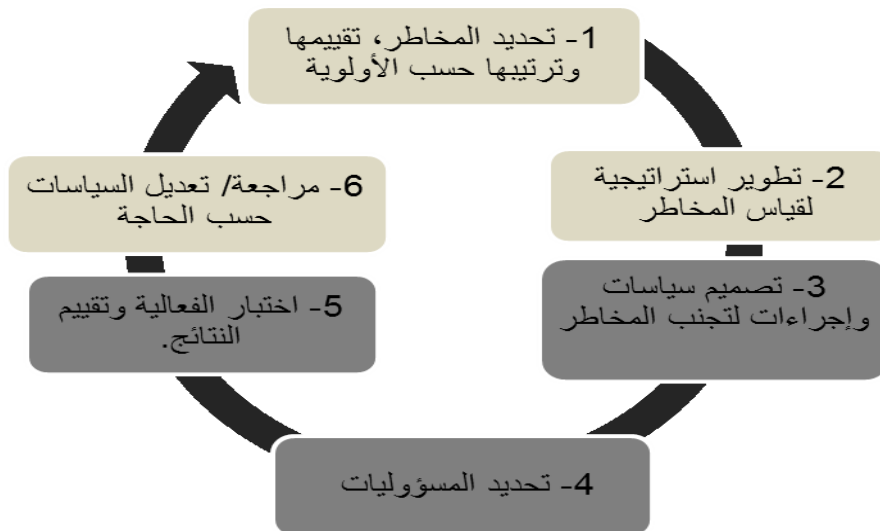 1- تحديد المخاطر، تقييمها
وترتيبها حسب الأولوية
2- تطوير استراتيجية
لقياس المخاطر
3- تصميم سياسات
وإجراءات لتجنب المخاطر
4- تحديد المسؤوليات
5- اختبار الفعالية وتقييم
النتائج.
6- مراجعة/ تعديل السياسات
حسب الحاجة